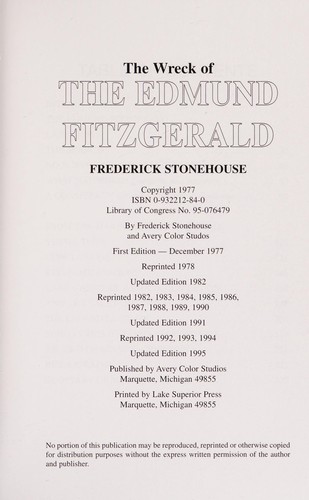 The Wreck of
THE EDMUND
FITZGERALD
FREDERICK STONEHOUSE
Copyright 1977
ISBN 0-932212-84-0
Library of Congress No. 95-076479
By Frederick Stonehouse
and Avery Color Studos
First Edition — December 1977
Reprinted 1978
Updated Edition 1982
Reprinted 1982, 1983, 1984, 1985, 1986,
1987, 1988, 1989, 1990
Updated Edition 1991
Reprinted 1992, 1993, 1994
Updated Edition 1995
Published by Avery Color Studios
Marquette, Michigan 49855
Printed by Lake Superior Press
Marquette, Michigan 49855
No portion of this publication may be reproduced, reprinted or otherwise copied
for distribution purposes without the express written permission of the author
and publisher.